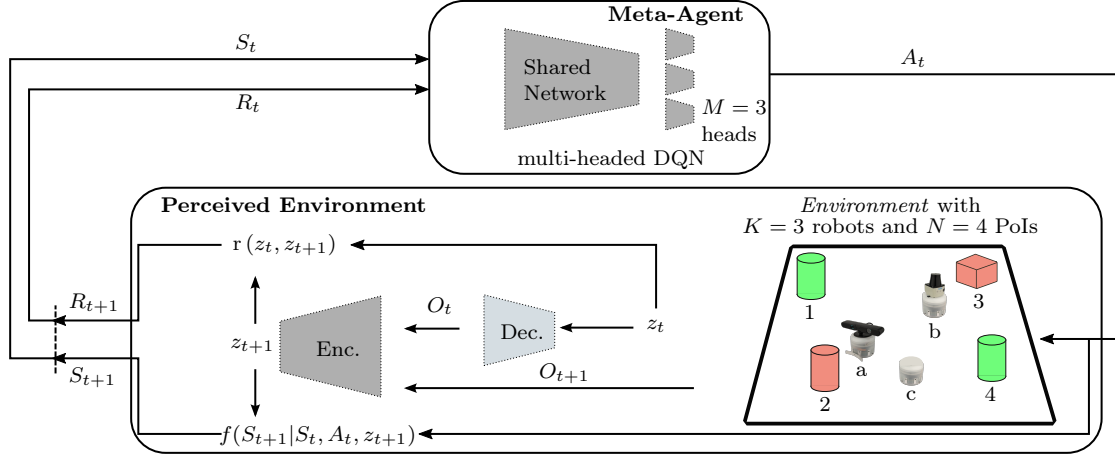 Meta-Agent
S_t
R_t
A_t
Shared
Network
M = 3
heads
multi-headed DQN
Perceived Environment
Environment with
K = 3 robots and N = 4 PoIs
r (z_t, z_{t+1})
R_{t+1}
S_{t+1}
z_{t+1}
Enc.
O_t
Dec.
z_t
O_{t+1}
f(S_{t+1}|S_t, A_t, z_{t+1})
1
3
b
a
2
c
4